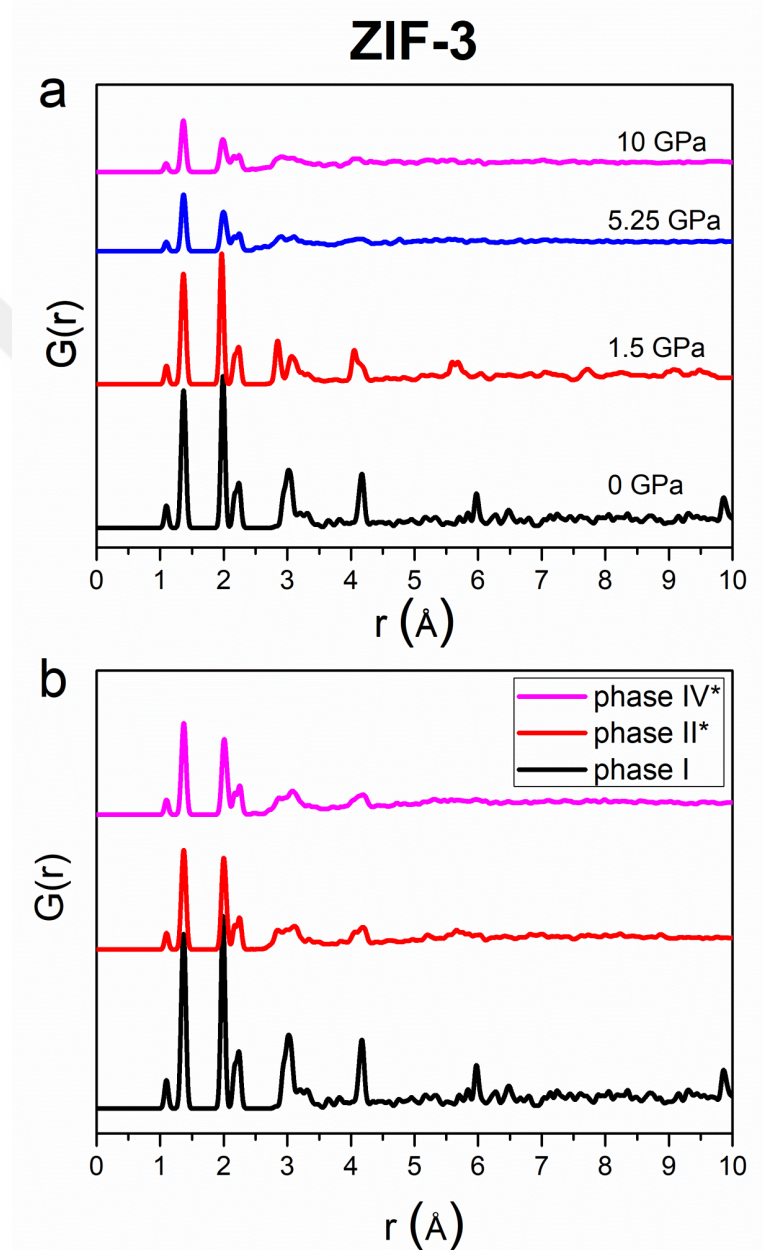 ZIF-3
a
10 GPa
5.25 GPa
1.5 GPa
0 GPa
G(r)
0 1 2 3 4 5 6 7 8 9 10
r (Å)
b
phase IV*
phase II*
phase I
G(r)
0 1 2 3 4 5 6 7 8 9 10
r (Å)